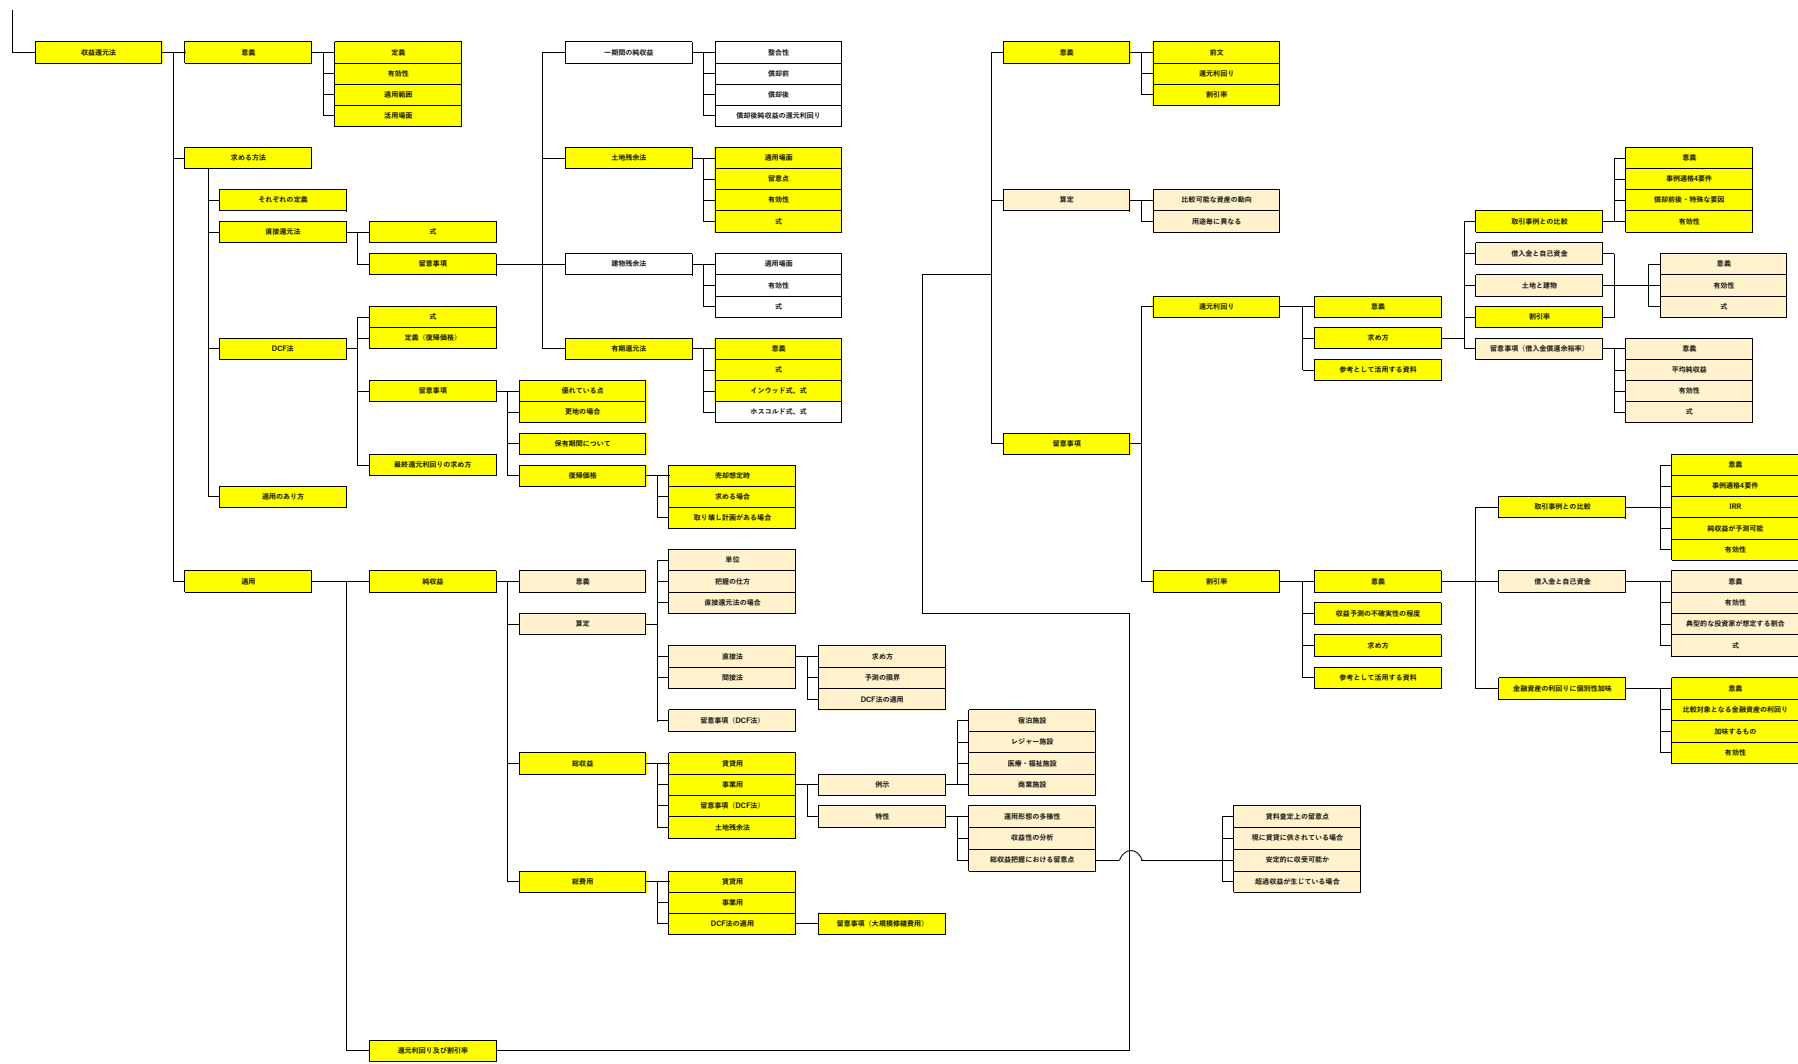 収益還元法
意義
定義
有効性
適用範囲
活用場面
求める方法
それぞれの定義
直接還元法
式
留意事項
一期間の純収益
整合性
償却前
償却後
償却後純収益の還元利回り
土地残余法
適用場面
留意点
有効性
式
建物残余法
適用場面
有効性
式
有期還元法
意義
式
インウッド式、式
ホスコルド式、式
DCF法
式
定義（復帰価格）
留意事項
優れている点
更地の場合
保有期間について
復帰価格
売却想定時
求める場合
取り壊し計画がある場合
最終還元利回りの求め方
適用のあり方
適用
純収益
意義
算定
単位
把握の仕方
直接還元法の場合
直接法
間接法
求め方
予測の限界
DCF法の適用
留意事項（DCF法）
総収益
賃貸用
事業用
留意事項（DCF法）
土地残余法
例示
宿泊施設
レジャー施設
医療・福祉施設
商業施設
特性
運用形態の多様性
収益性の分析
総収益把握における留意点
賃料査定上の留意点
現に賃貸に供されている場合
安定的に収受可能か
超過収益が生じている場合
総費用
賃貸用
事業用
DCF法の適用
留意事項（大規模修繕費用）
還元利回り及び割引率
意義
前文
還元利回り
割引率
算定
比較可能な資産の動向
用途毎に異なる
留意事項
還元利回り
意義
求め方
参考として活用する資料
取引事例との比較
意義
事例適格4要件
償却前後・特殊な要因
有効性
借入金と自己資金
土地と建物
割引率
意義
有効性
式
留意事項（借入金償還余裕率）
意義
平均純収益
有効性
式
割引率
意義
収益予測の不確実性の程度
求め方
参考として活用する資料
取引事例との比較
意義
事例適格4要件
IRR
純収益が予測可能
有効性
借入金と自己資金
意義
有効性
典型的な投資家が想定する割合
式
金融資産の利回りに個別性加味
意義
比較対象となる金融資産の利回り
加味するもの
有効性